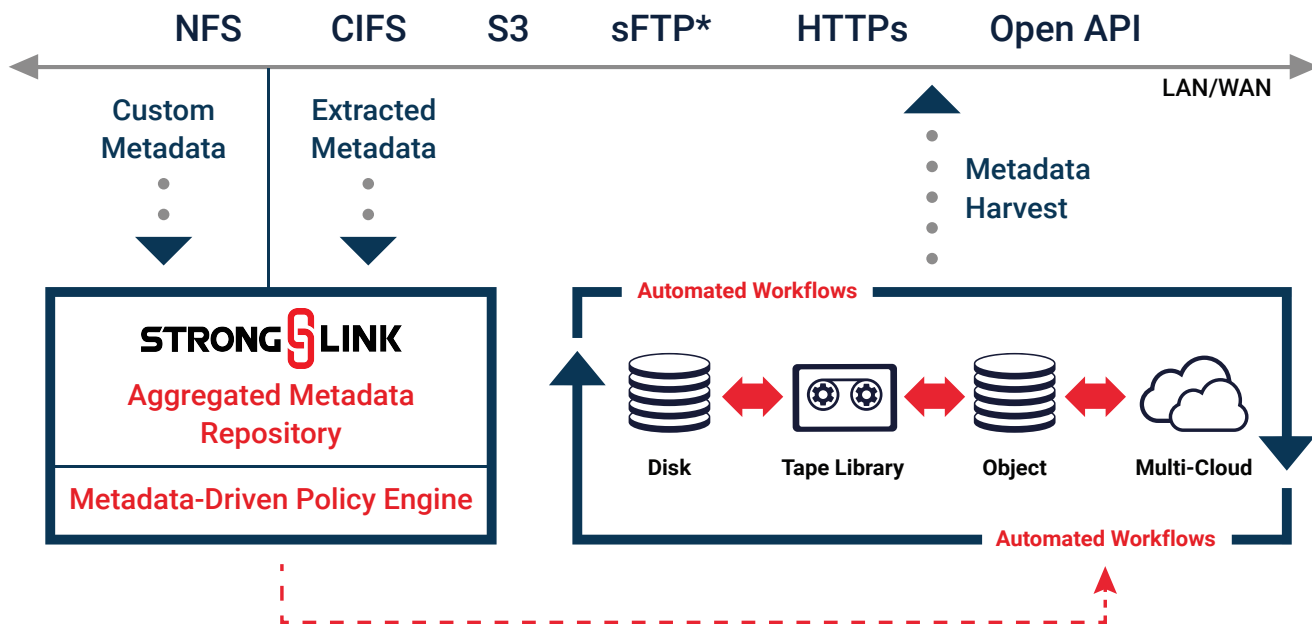 NFS CIFS S3 sFTP* HTTPs Open API
LAN/WAN
Custom
Metadata
Extracted
Metadata
Metadata
Harvest
STRONG LINK
Aggregated Metadata
Repository
Metadata-Driven Policy Engine
Automated Workflows
Disk Tape Library Object Multi-Cloud
Automated Workflows